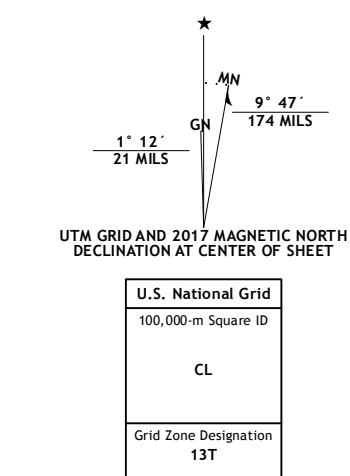 ★
MN
GN
9° 47´
174 MILS
1° 12´
21 MILS
UTM GRID AND 2017 MAGNETIC NORTH
DECLINATION AT CENTER OF SHEET
U.S. National Grid
100,000-m Square ID
CL
Grid Zone Designation
13T